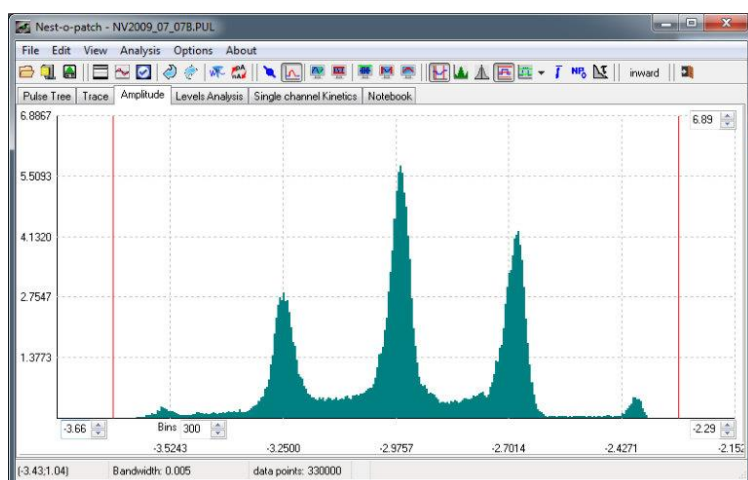 Nest-o-patch - NV2009_07_07B.PUL
File Edit View Analysis Options About
NP₀ inward
Pulse Tree Trace Amplitude Levels Analysis Single channel Kinetics Notebook
6.8867 6.89
5.5093
4.1320
2.7547
1.3773
-3.66 Bins 300 -2.29
-3.5243 -3.2500 -2.9757 -2.7014 -2.4271 -2.152
(-3.43;1.04) Bandwidth: 0.005 data points: 330000